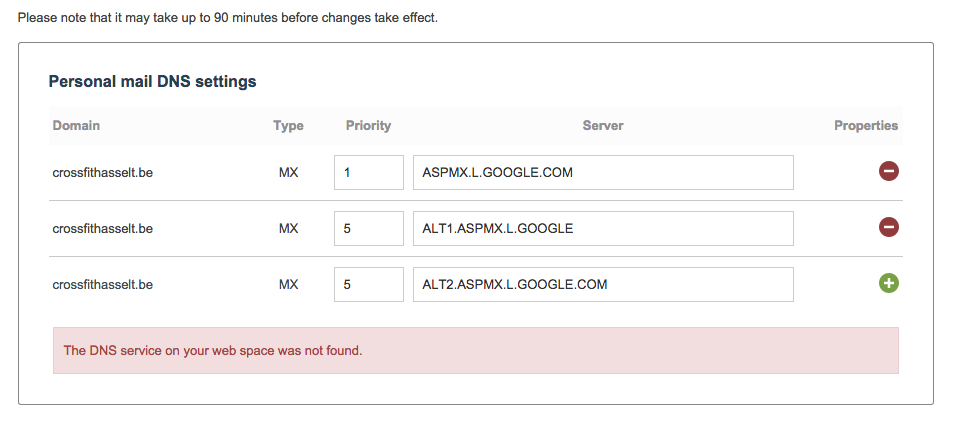 Please note that it may take up to 90 minutes before changes take effect.
Personal mail DNS settings
Domain Type Priority Server Properties
crossfithasselt.be MX 1 ASPMX.L.GOOGLE.COM
crossfithasselt.be MX 5 ALT1.ASPMX.L.GOOGLE
crossfithasselt.be MX 5 ALT2.ASPMX.L.GOOGLE.COM
The DNS service on your web space was not found.